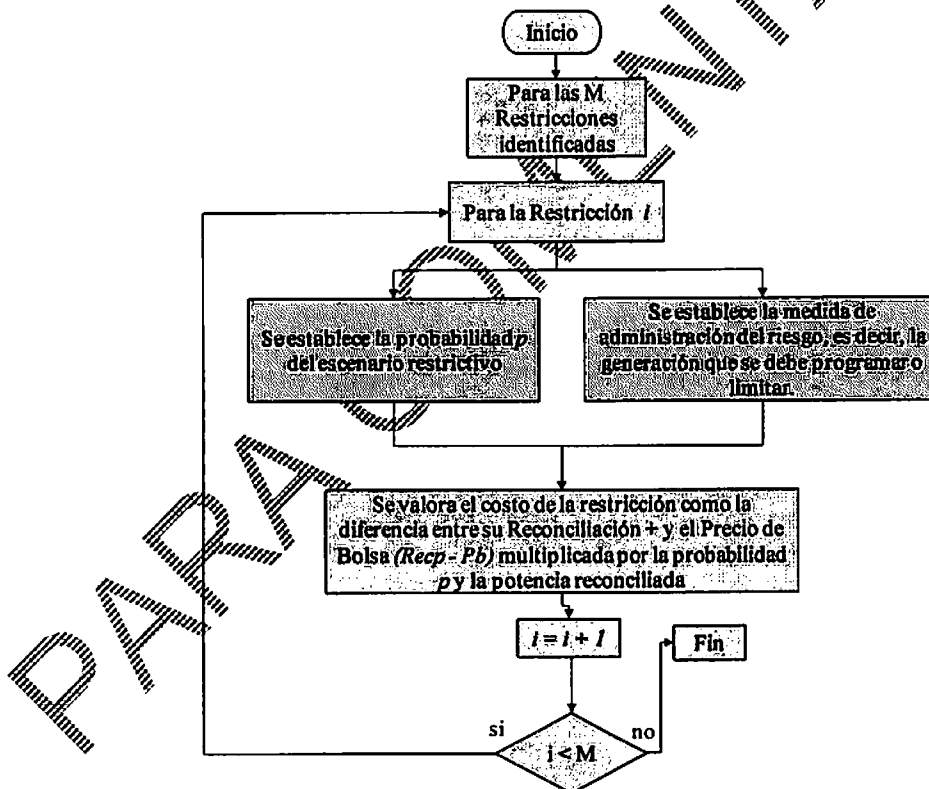 Inicio
Para las M
Restricciones
identificadas
Para la Restricción i
Se establece la probabilidad p
del escenario restrictivo
Se establece la medida de
administración del riesgo, es decir, la
generación que se debe programar o
limitar.
Se valora el costo de la restricción como la
diferencia entre su Reconciliación + y el Precio de
Bolsa (Recp - Pb) multiplicada por la probabilidad
p y la potencia reconciliada
i = i + 1
Fin
si
i < M
no
PARA